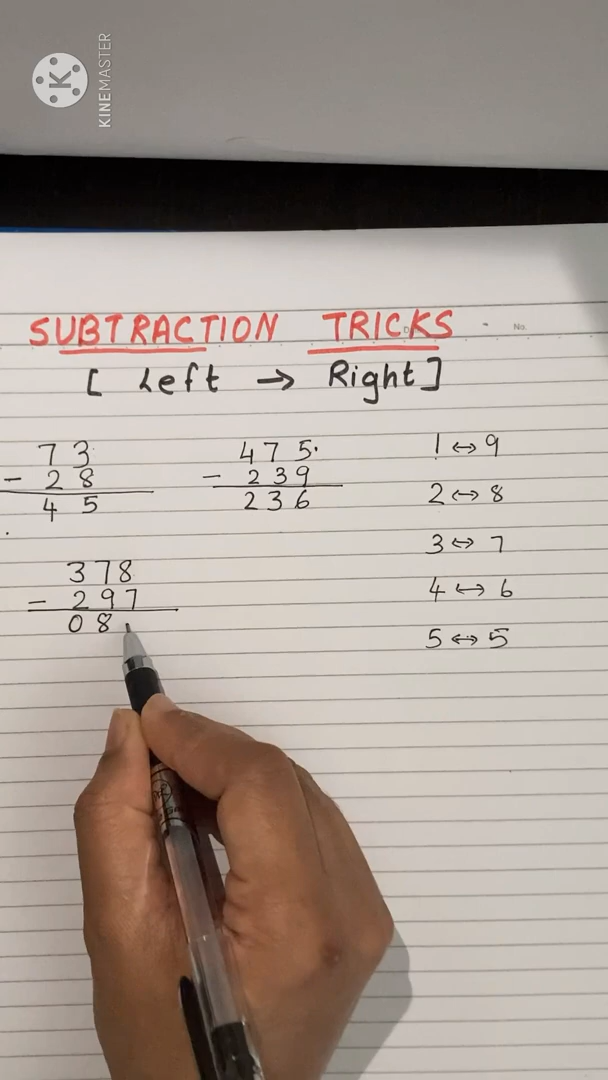 K
KINEMASTER
No.
SUBTRACTION TRICKS
[ Left → Right ]
73
- 28
45
475.
- 239
236
378
- 297
08
1 ↔ 9
2 ↔ 8
3 ↔ 7
4 ↔ 6
5 ↔ 5